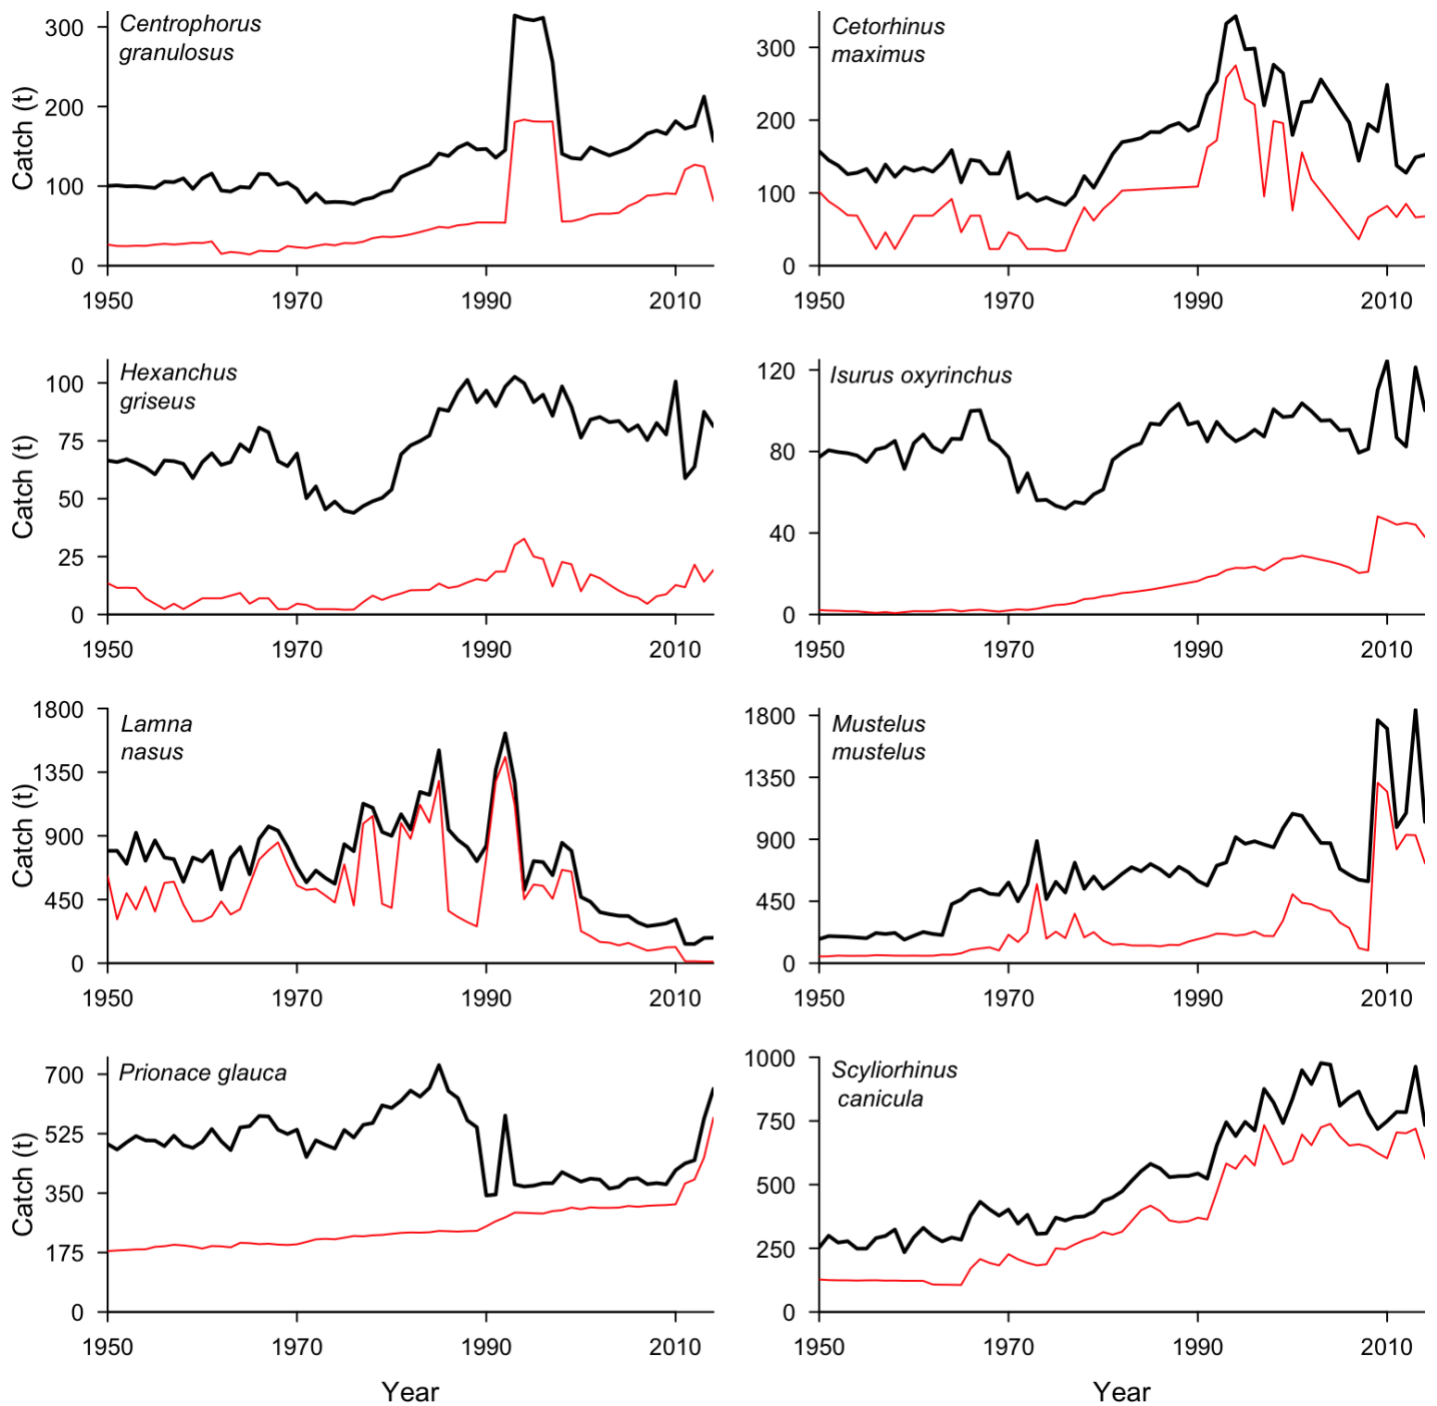 Centrophorus
granulosus
Catch (t)
300
200
100
0
1950 1970 1990 2010
Cetorhinus
maximus
300
200
100
0
1950 1970 1990 2010
Hexanchus
griseus
Catch (t)
100
75
50
25
0
1950 1970 1990 2010
Isurus oxyrinchus
120
80
40
0
1950 1970 1990 2010
Lamna
nasus
Catch (t)
1800
1350
900
450
0
1950 1970 1990 2010
Mustelus
mustelus
1800
1350
900
450
0
1950 1970 1990 2010
Prionace glauca
Catch (t)
700
525
350
175
0
1950 1970 1990 2010
Year
Scyliorhinus
canicula
1000
750
500
250
0
1950 1970 1990 2010
Year